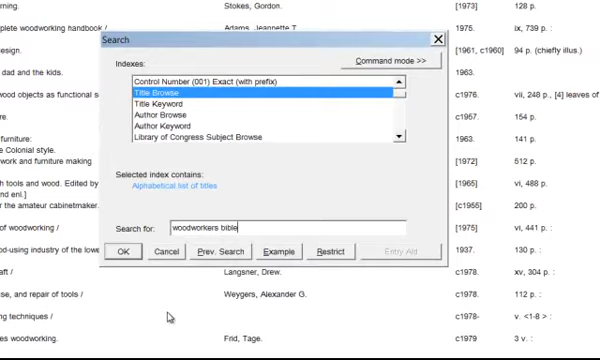 rning. Stokes, Gordon. [1973] 128 p.
plete woodworking handbook / Adams, Jeannette T. 1975. ix, 739 p. :
Search
esign. [1961, c1960] 94 p. (chiefly illus.)
Indexes: Command mode >>
dad and the kids. 1963.
Control Number (001) Exact (with prefix)
wood objects as functional s c1976. vii, 248 p., [4] leaves of
Title Browse
Title Keyword
re. c1957. 154 p.
Author Browse
Author Keyword
furniture: 1963. 141 p.
Library of Congress Subject Browse
e Colonial style.
work and furniture making [1972] 512 p.
Selected index contains:
h tools and wood. Edited by [1965] vi, 488 p.
Alphabetical list of titles
nd enl.]
r the amateur cabinetmaker. [c1955] 200 p.
Search for: woodworkers bible
of woodworking / [1975] vi, 441 p. :
OK Cancel Prev. Search Example Restrict Entry Aid
od-using industry of the lowe 1937. 130 p. :
aft / Langsner, Drew. c1978. xv, 304 p. :
se, and repair of tools / Weygers, Alexander G. c1978. 112 p. :
ng techniques / c1978- v. <1-8 > :
es woodworking. Frid, Tage. c1979 3 v. :